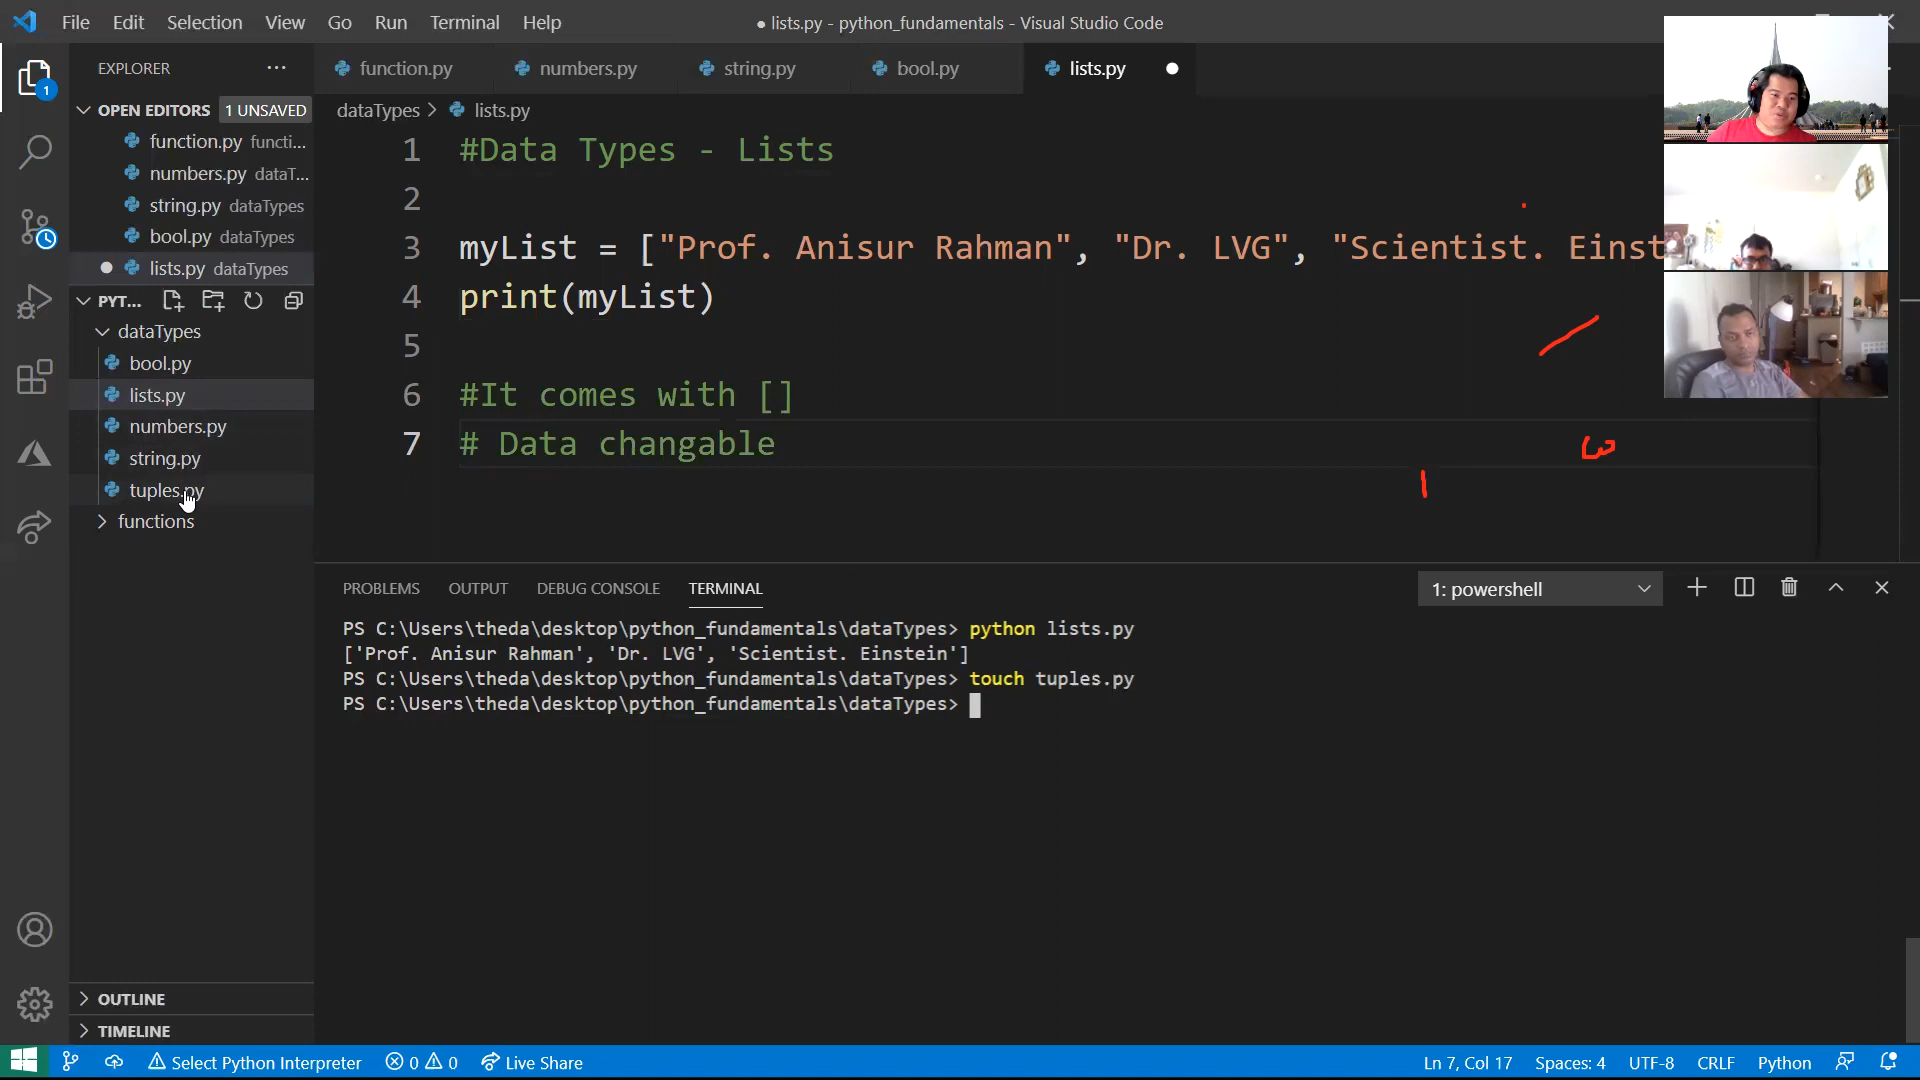 File Edit Selection View Go Run Terminal Help
● lists.py - python_fundamentals - Visual Studio Code
EXPLORER ···
OPEN EDITORS 1 UNSAVED
function.py functi...
numbers.py dataT...
string.py dataTypes
bool.py dataTypes
lists.py dataTypes
PYT...
dataTypes
bool.py
lists.py
numbers.py
string.py
tuples.py
functions
OUTLINE
TIMELINE
function.py numbers.py string.py bool.py lists.py
dataTypes > lists.py
1 #Data Types - Lists
2
3 myList = ["Prof. Anisur Rahman", "Dr. LVG", "Scientist. Einst
4 print(myList)
5
6 #It comes with []
7 # Data changable
PROBLEMS OUTPUT DEBUG CONSOLE TERMINAL
1: powershell
PS C:\Users\theda\desktop\python_fundamentals\dataTypes> python lists.py
['Prof. Anisur Rahman', 'Dr. LVG', 'Scientist. Einstein']
PS C:\Users\theda\desktop\python_fundamentals\dataTypes> touch tuples.py
PS C:\Users\theda\desktop\python_fundamentals\dataTypes>
Select Python Interpreter 0 0 Live Share
Ln 7, Col 17 Spaces: 4 UTF-8 CRLF Python